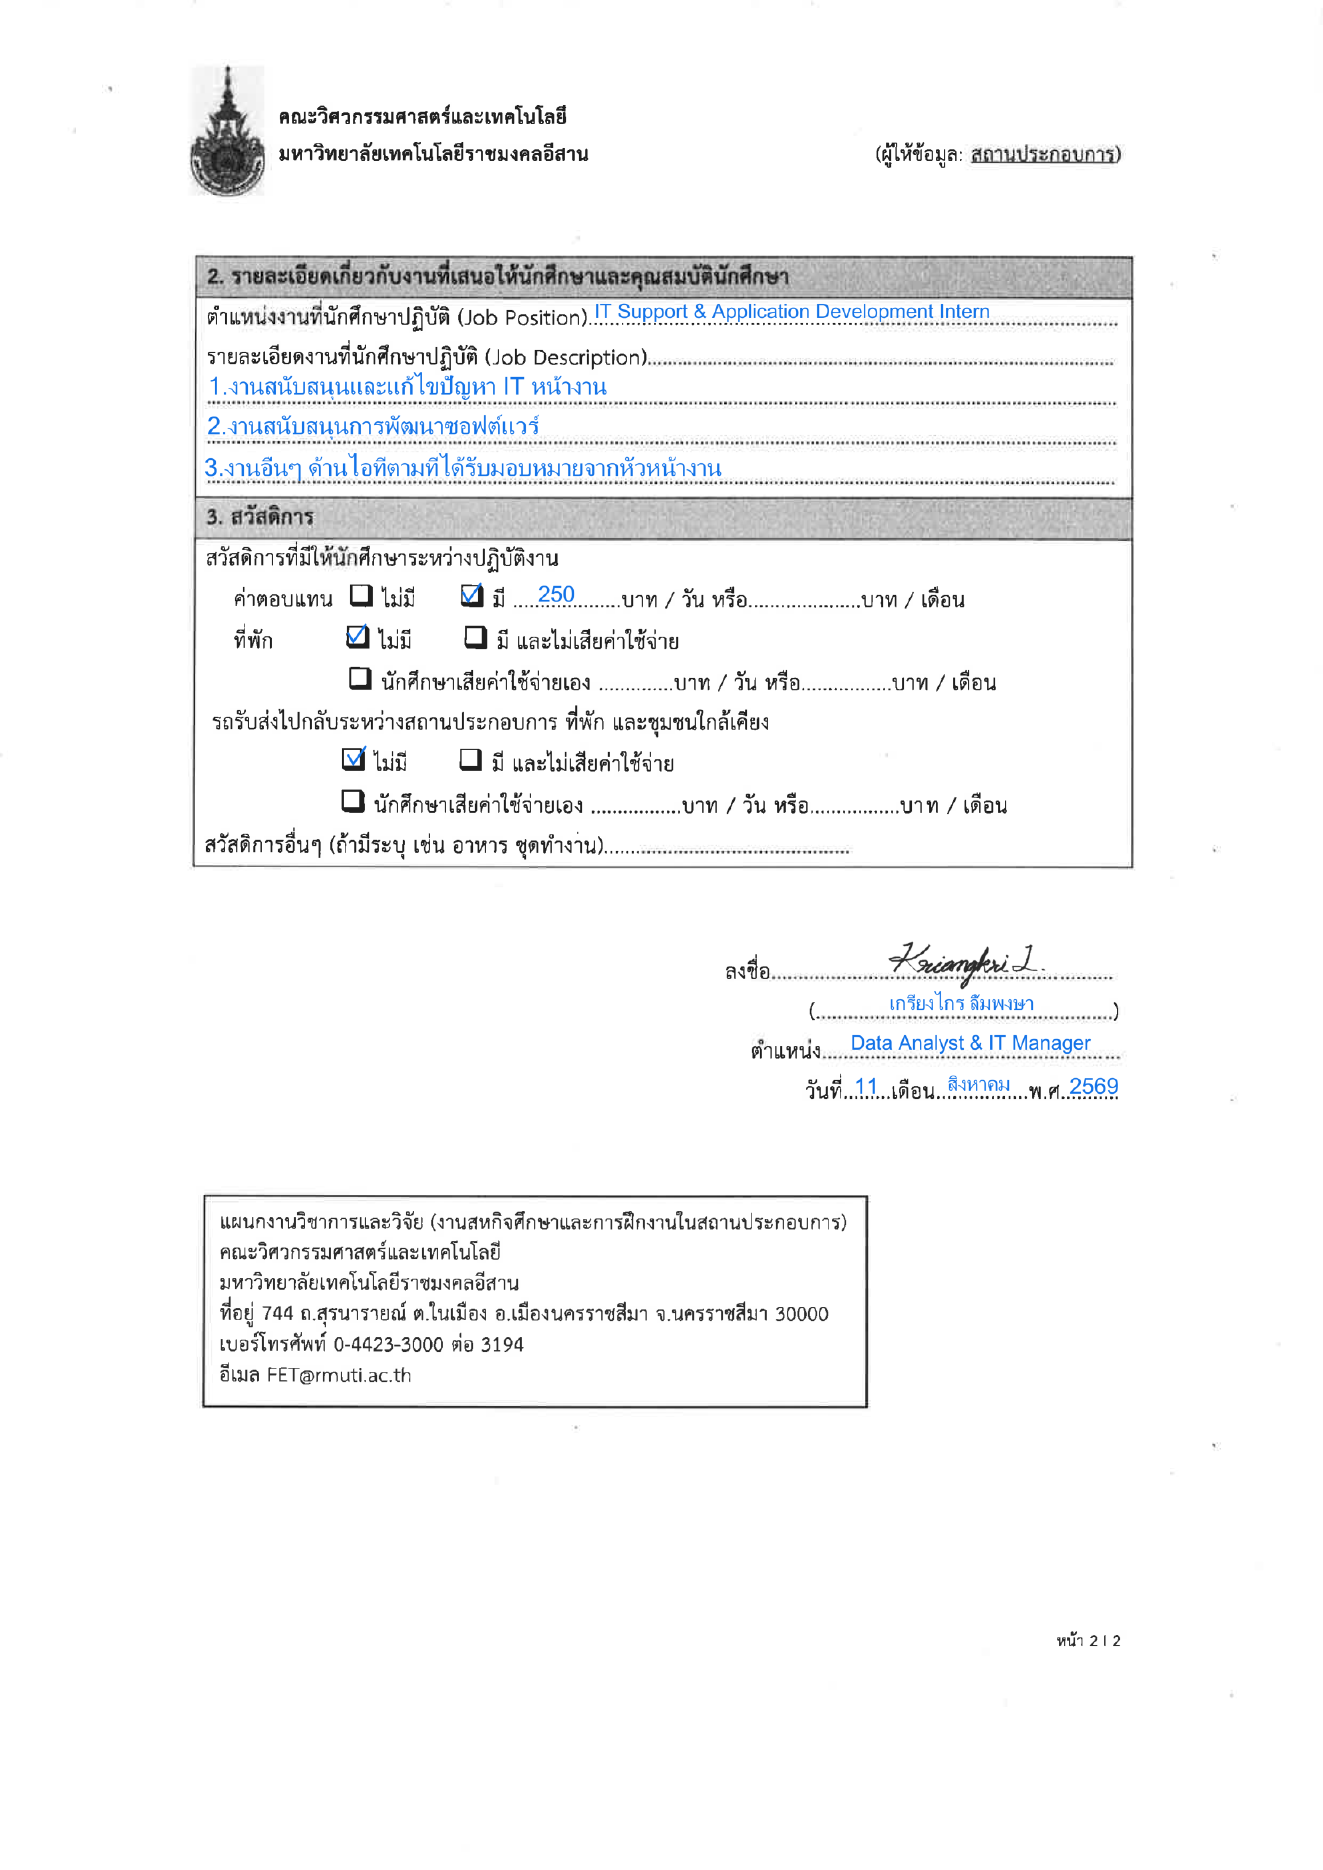 คณะวิศวกรรมศาสตร์และเทคโนโลยี
มหาวิทยาลัยเทคโนโลยีราชมงคลอีสาน (ผู้ให้ข้อมูล: สถานประกอบการ)
2. รายละเอียดเกี่ยวกับงานที่เสนอให้นักศึกษาและคุณสมบัตินักศึกษา
ตำแหน่งงานที่นักศึกษาปฏิบัติ (Job Position) IT Support & Application Development Intern
รายละเอียดงานที่นักศึกษาปฏิบัติ (Job Description)
1.งานสนับสนุนและแก้ไขปัญหา IT หน้างาน
2.งานสนับสนุนการพัฒนาซอฟต์แวร์
3.งานอื่นๆ ด้านไอทีตามที่ได้รับมอบหมายจากหัวหน้างาน
3. สวัสดิการ
สวัสดิการที่มีให้นักศึกษาระหว่างปฏิบัติงาน
ค่าตอบแทน ☐ ไม่มี ☑ มี .....250.........บาท / วัน หรือ.....................บาท / เดือน
ที่พัก ☑ ไม่มี ☐ มี และไม่เสียค่าใช้จ่าย
☐ นักศึกษาเสียค่าใช้จ่ายเอง ..............บาท / วัน หรือ.................บาท / เดือน
รถรับส่งไปกลับระหว่างสถานประกอบการ ที่พัก และชุมชนใกล้เคียง
☑ ไม่มี ☐ มี และไม่เสียค่าใช้จ่าย
☐ นักศึกษาเสียค่าใช้จ่ายเอง .................บาท / วัน หรือ.................บาท / เดือน
สวัสดิการอื่นๆ (ถ้ามีระบุ เช่น อาหาร ชุดทำงาน)..............................................
ลงชื่อ Kriangkri L.
(เกรียงไกร ลิ้มพงษา)
ตำแหน่ง Data Analyst & IT Manager
วันที่ 11 เดือน สิงหาคม พ.ศ. 2569
แผนกงานวิชาการและวิจัย (งานสหกิจศึกษาและการฝึกงานในสถานประกอบการ)
คณะวิศวกรรมศาสตร์และเทคโนโลยี
มหาวิทยาลัยเทคโนโลยีราชมงคลอีสาน
ที่อยู่ 744 ถ.สุรนารายณ์ ต.ในเมือง อ.เมืองนครราชสีมา จ.นครราชสีมา 30000
เบอร์โทรศัพท์ 0-4423-3000 ต่อ 3194
อีเมล FET@rmuti.ac.th
หน้า 2 | 2